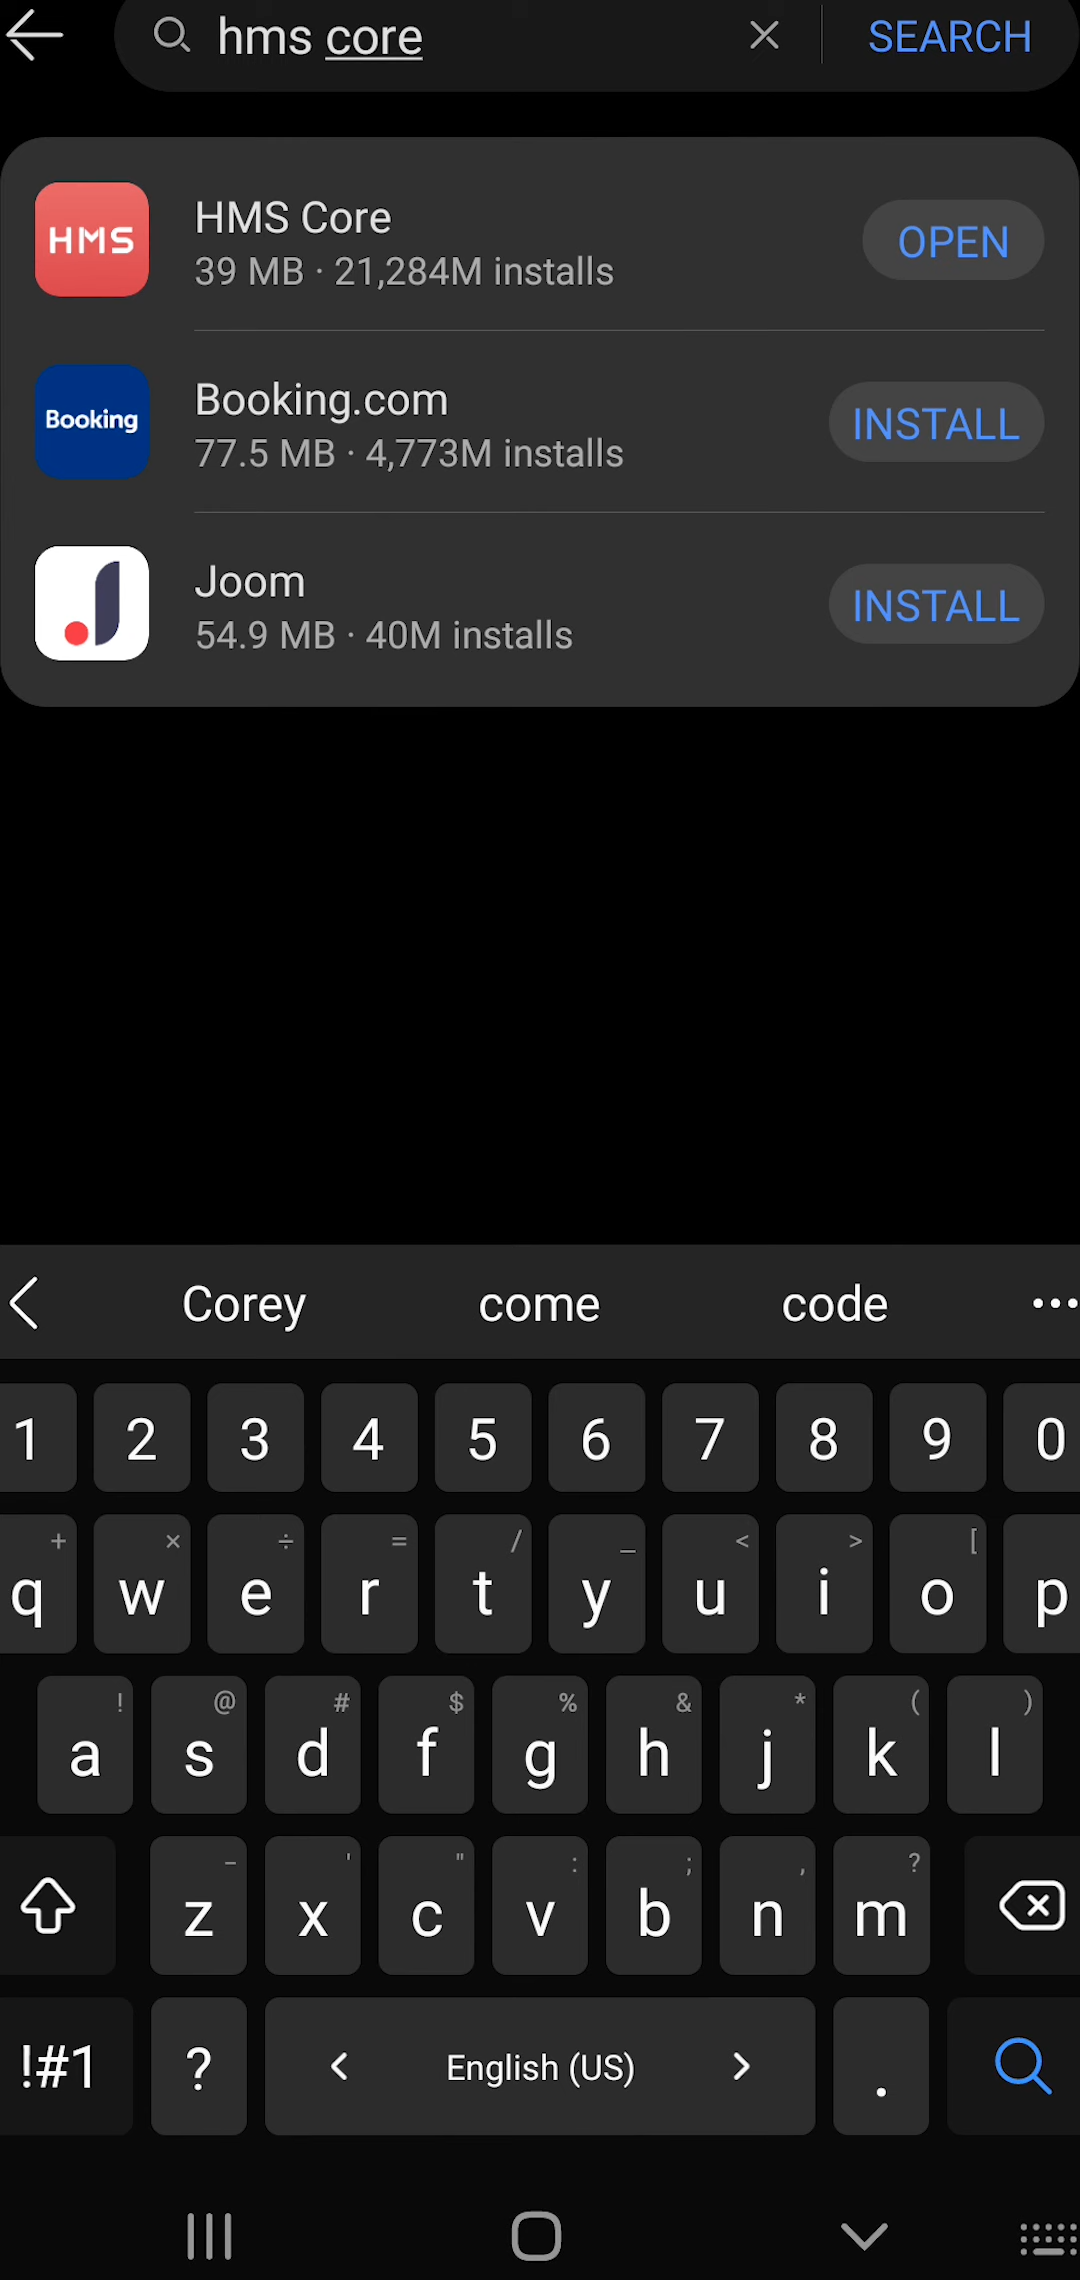 hms core
SEARCH
HMS
HMS Core
39 MB · 21,284M installs
OPEN
Booking
Booking.com
77.5 MB · 4,773M installs
INSTALL
Joom
54.9 MB · 40M installs
INSTALL
Corey come code •••
1 2 3 4 5 6 7 8 9 0
+ × ÷ = / _ < > [
q w e r t y u i o p
! @ # $ % & * ( )
a s d f g h j k l
- ' " : ; , ?
z x c v b n m
!#1 ? < English (US) > .